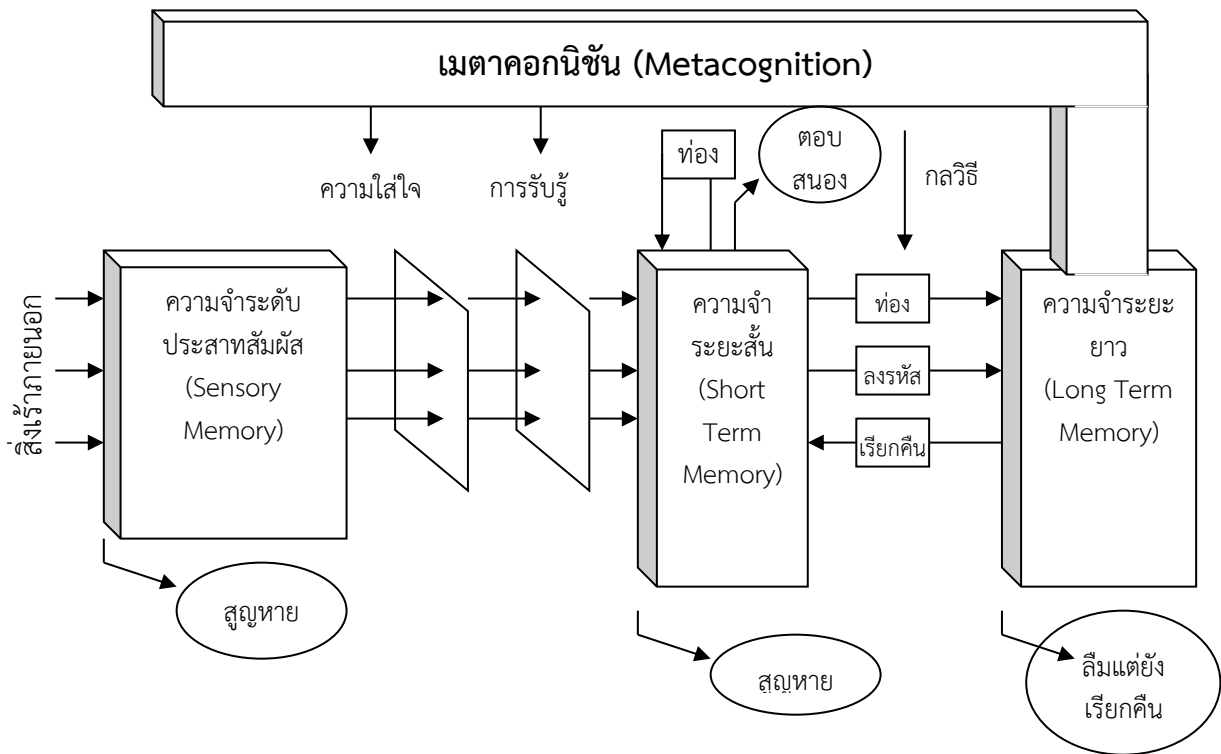 เมตาคอกนิชัน (Metacognition)
ความใส่ใจ
การรับรู้
ท่อง
ตอบ
สนอง
กลวิธี
สิ่งเร้าภายนอก
ความจำระดับ
ประสาทสัมผัส
(Sensory
Memory)
ความจำ
ระยะสั้น
(Short
Term
Memory)
ท่อง
ลงรหัส
เรียกคืน
ความจำระยะ
ยาว
(Long Term
Memory)
สูญหาย
สูญหาย
ลืมแต่ยัง
เรียกคืน